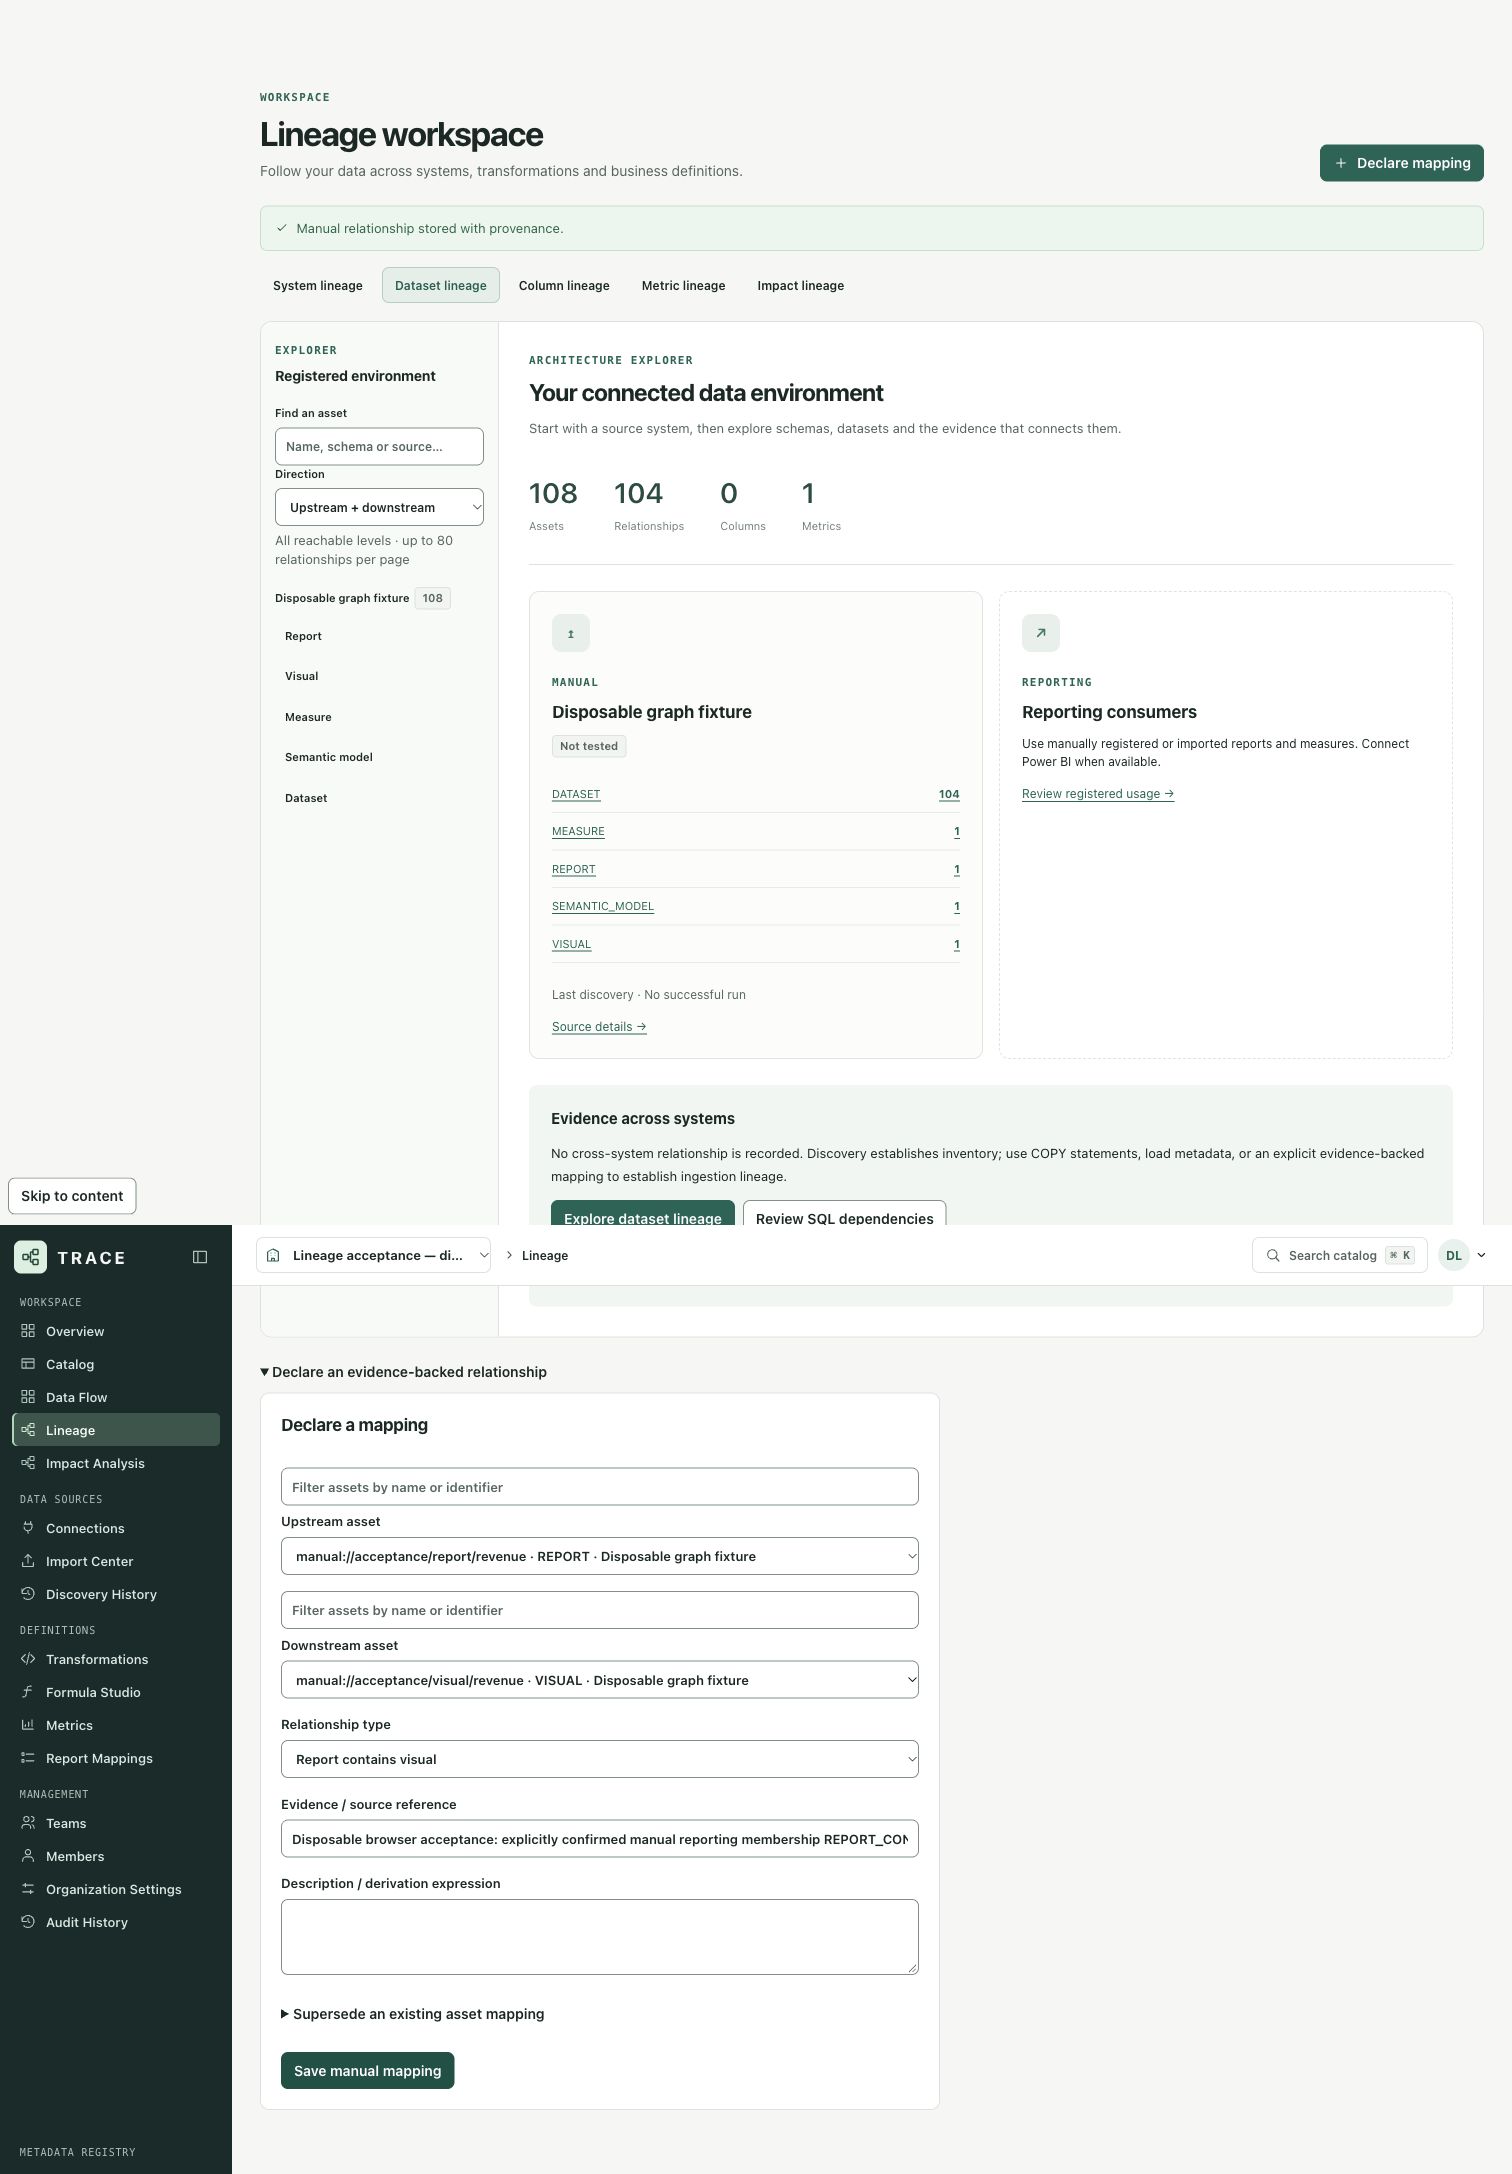 WORKSPACE
Lineage workspace
Follow your data across systems, transformations and business definitions.
+ Declare mapping
✓ Manual relationship stored with provenance.
System lineage
Dataset lineage
Column lineage
Metric lineage
Impact lineage
EXPLORER
Registered environment
Find an asset
Name, schema or source...
Direction
Upstream + downstream
All reachable levels · up to 80
relationships per page
Disposable graph fixture 108
Report
Visual
Measure
Semantic model
Dataset
ARCHITECTURE EXPLORER
Your connected data environment
Start with a source system, then explore schemas, datasets and the evidence that connects them.
108 104 0 1
Assets Relationships Columns Metrics
MANUAL
Disposable graph fixture
Not tested
DATASET 104
MEASURE 1
REPORT 1
SEMANTIC_MODEL 1
VISUAL 1
Last discovery · No successful run
Source details →
REPORTING
Reporting consumers
Use manually registered or imported reports and measures. Connect
Power BI when available.
Review registered usage →
Evidence across systems
No cross-system relationship is recorded. Discovery establishes inventory; use COPY statements, load metadata, or an explicit evidence-backed
mapping to establish ingestion lineage.
Explore dataset lineage
Review SQL dependencies
Skip to content
TRACE
Lineage acceptance — di...
Lineage
Search catalog ⌘ K
DL
WORKSPACE
Overview
Catalog
Data Flow
Lineage
Impact Analysis
DATA SOURCES
Connections
Import Center
Discovery History
DEFINITIONS
Transformations
Formula Studio
Metrics
Report Mappings
MANAGEMENT
Teams
Members
Organization Settings
Audit History
METADATA REGISTRY
Declare an evidence-backed relationship
Declare a mapping
Filter assets by name or identifier
Upstream asset
manual://acceptance/report/revenue · REPORT · Disposable graph fixture
Filter assets by name or identifier
Downstream asset
manual://acceptance/visual/revenue · VISUAL · Disposable graph fixture
Relationship type
Report contains visual
Evidence / source reference
Disposable browser acceptance: explicitly confirmed manual reporting membership REPORT_CON
Description / derivation expression
Supersede an existing asset mapping
Save manual mapping